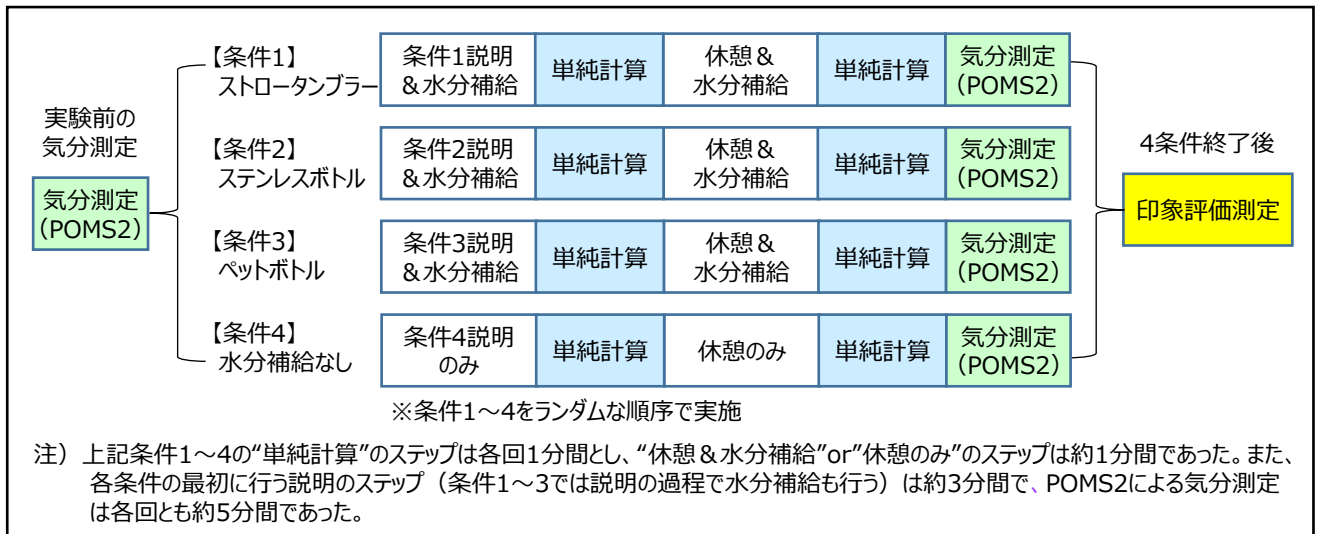 実験前の
気分測定
気分測定
(POMS2)
【条件1】
ストロータンブラー
条件1説明
&水分補給
単純計算
休憩&
水分補給
単純計算
気分測定
(POMS2)
【条件2】
ステンレスボトル
条件2説明
&水分補給
単純計算
休憩&
水分補給
単純計算
気分測定
(POMS2)
【条件3】
ペットボトル
条件3説明
&水分補給
単純計算
休憩&
水分補給
単純計算
気分測定
(POMS2)
【条件4】
水分補給なし
条件4説明
のみ
単純計算
休憩のみ
単純計算
気分測定
(POMS2)
4条件終了後
印象評価測定
※条件1~4をランダムな順序で実施
注) 上記条件1~4の“単純計算”のステップは各回1分間とし、“休憩&水分補給”or”休憩のみ”のステップは約1分間であった。また、
各条件の最初に行う説明のステップ(条件1~3では説明の過程で水分補給も行う)は約3分間で、POMS2による気分測定
は各回とも約5分間であった。